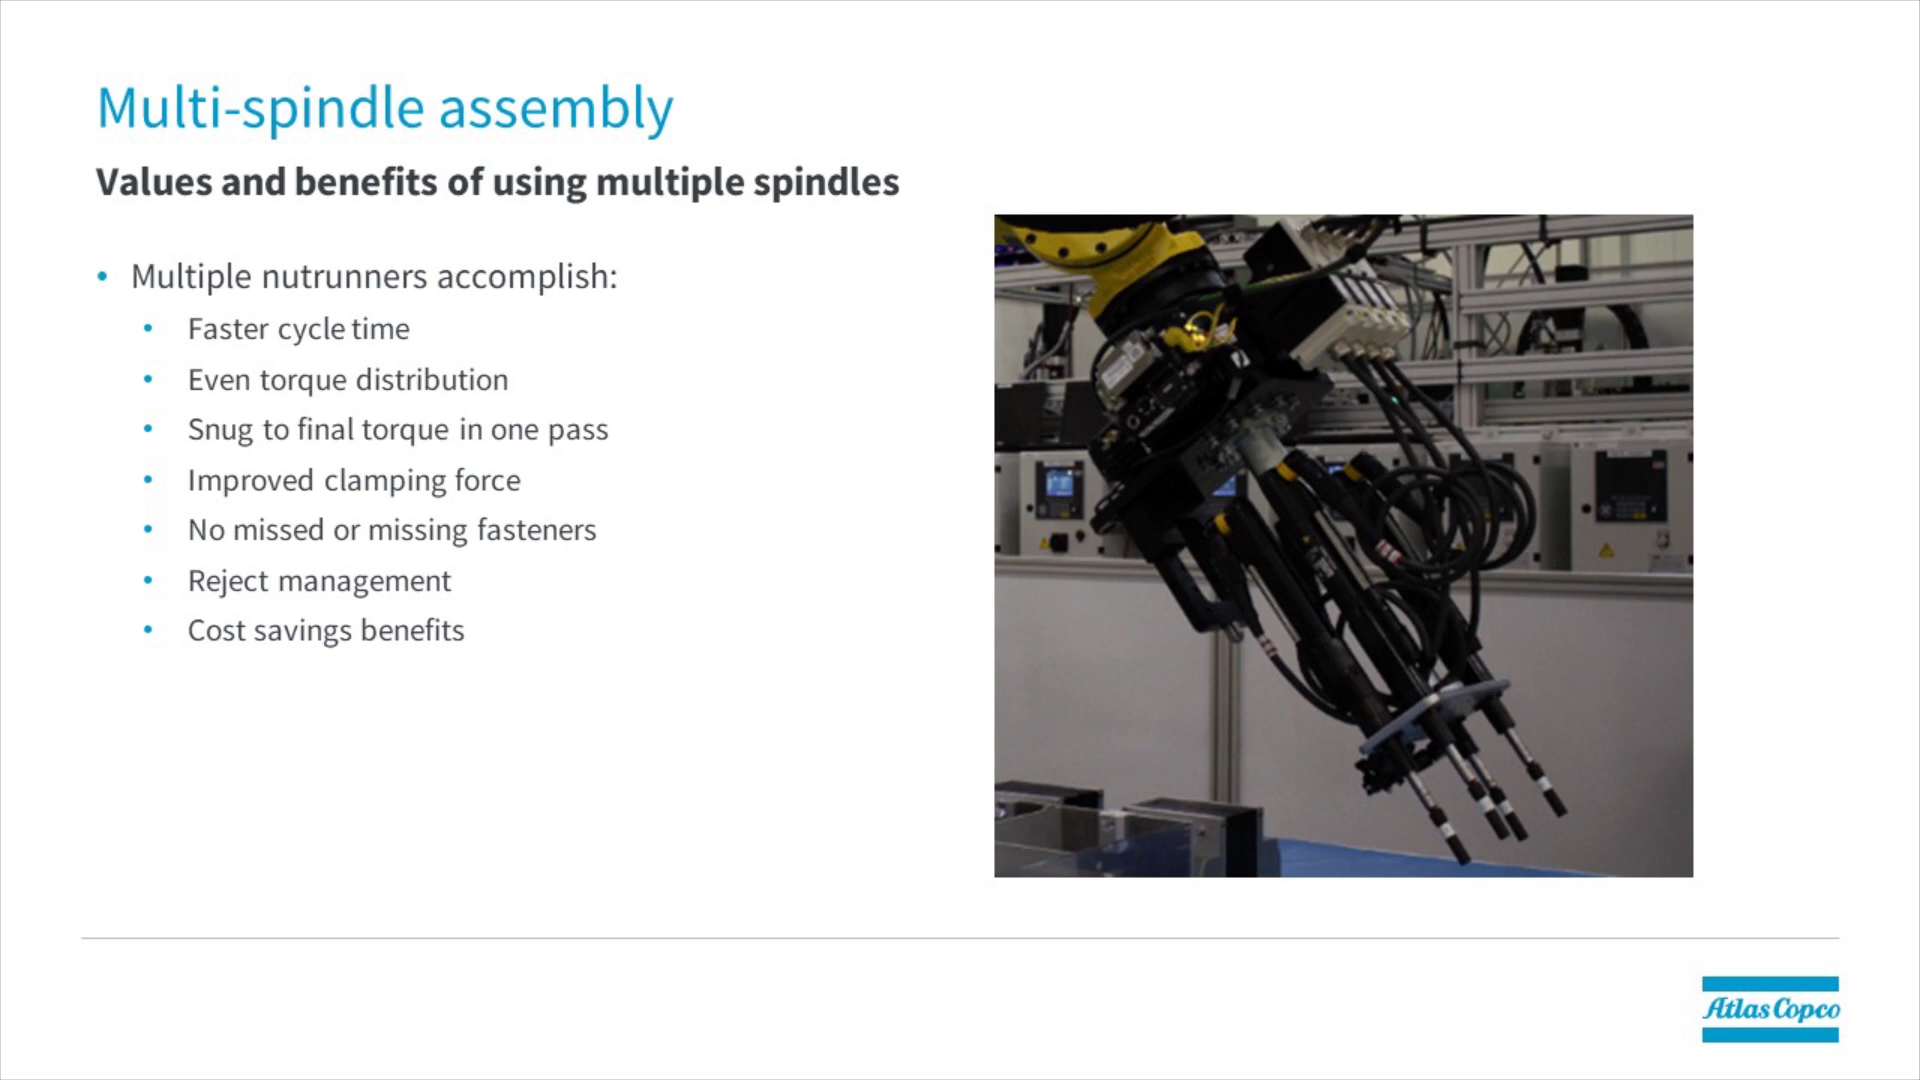 Multi-spindle assembly
Values and benefits of using multiple spindles
• Multiple nutrunners accomplish:
• Faster cycle time
• Even torque distribution
• Snug to final torque in one pass
• Improved clamping force
• No missed or missing fasteners
• Reject management
• Cost savings benefits
Atlas Copco